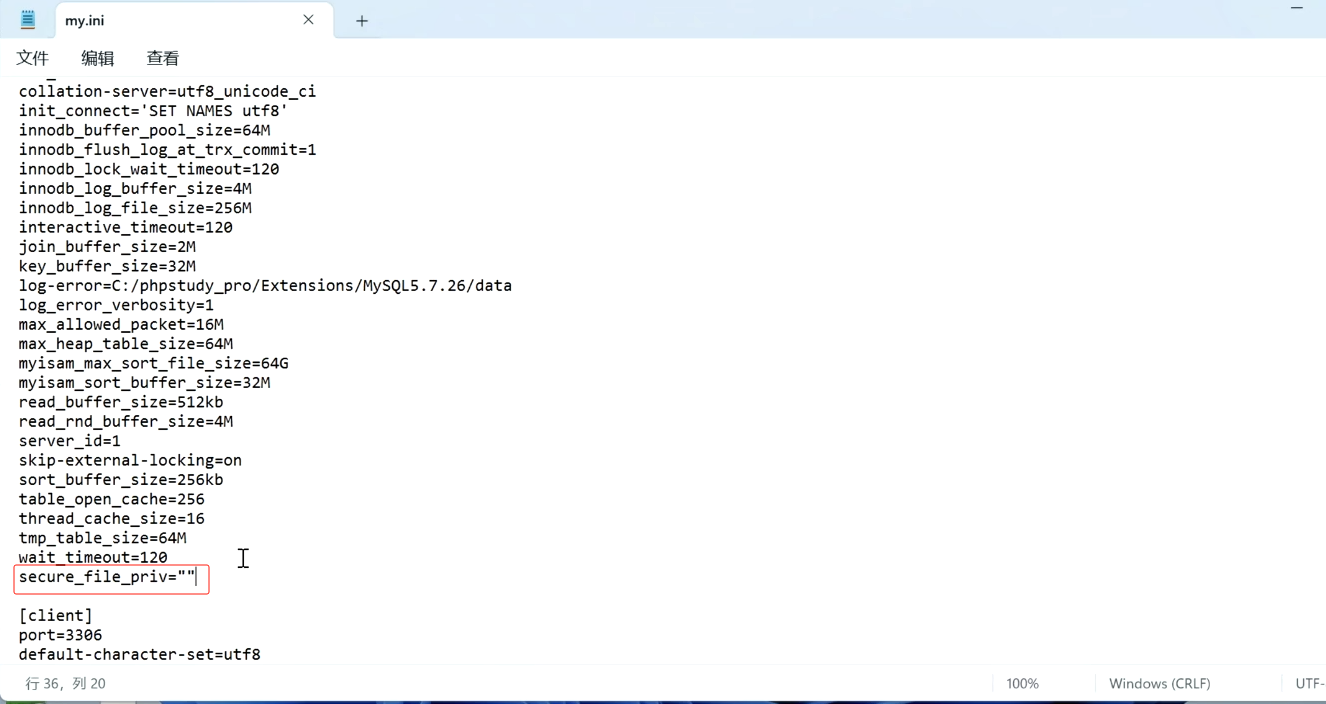 my.ini
文件 编辑 查看
collation-server=utf8_unicode_ci
init_connect='SET NAMES utf8'
innodb_buffer_pool_size=64M
innodb_flush_log_at_trx_commit=1
innodb_lock_wait_timeout=120
innodb_log_buffer_size=4M
innodb_log_file_size=256M
interactive_timeout=120
join_buffer_size=2M
key_buffer_size=32M
log-error=C:/phpstudy_pro/Extensions/MySQL5.7.26/data
log_error_verbosity=1
max_allowed_packet=16M
max_heap_table_size=64M
myisam_max_sort_file_size=64G
myisam_sort_buffer_size=32M
read_buffer_size=512kb
read_rnd_buffer_size=4M
server_id=1
skip-external-locking=on
sort_buffer_size=256kb
table_open_cache=256
thread_cache_size=16
tmp_table_size=64M
wait_timeout=120
secure_file_priv=""
[client]
port=3306
default-character-set=utf8
行 36, 列 20 100% Windows (CRLF) UTF-